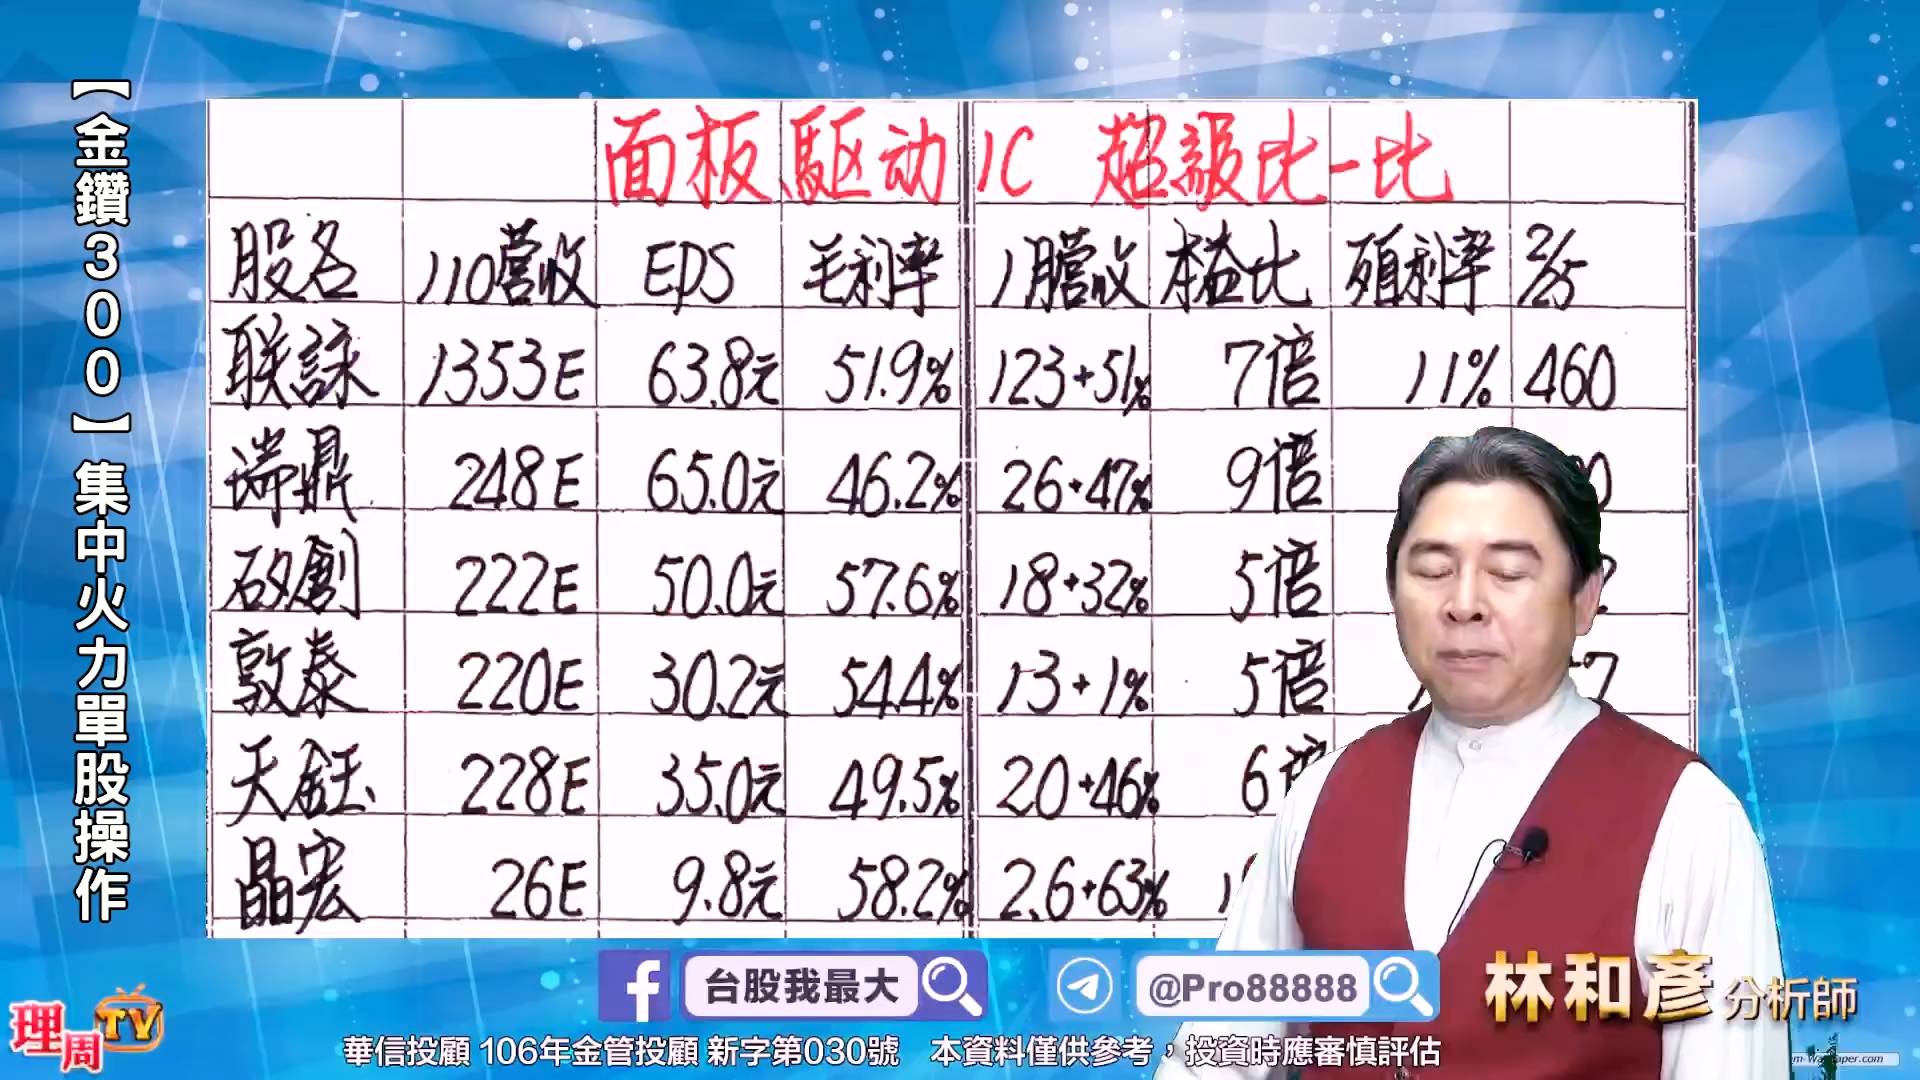 【金鑽300】集中火力單股操作
面板驱动IC 超級比一比
股名 110營收 EPS 毛利率 1月營收 本益比 殖利率 2/25
联詠 1353E 63.8元 51.9% 123+51% 7倍 11% 460
瑞鼎 248E 65.0元 46.2% 26+47% 9倍
矽創 222E 50.0元 57.6% 18+32% 5倍
敦泰 220E 30.2元 54.4% 13+1% 5倍
天鈺 228E 35.0元 49.5% 20+46% 6倍
晶宏 26E 9.8元 58.2% 2.6+63%
台股我最大
@Pro88888
林和彥 分析師
理周TV
華信投顧 106年金管投顧 新字第030號 本資料僅供參考，投資時應審慎評估